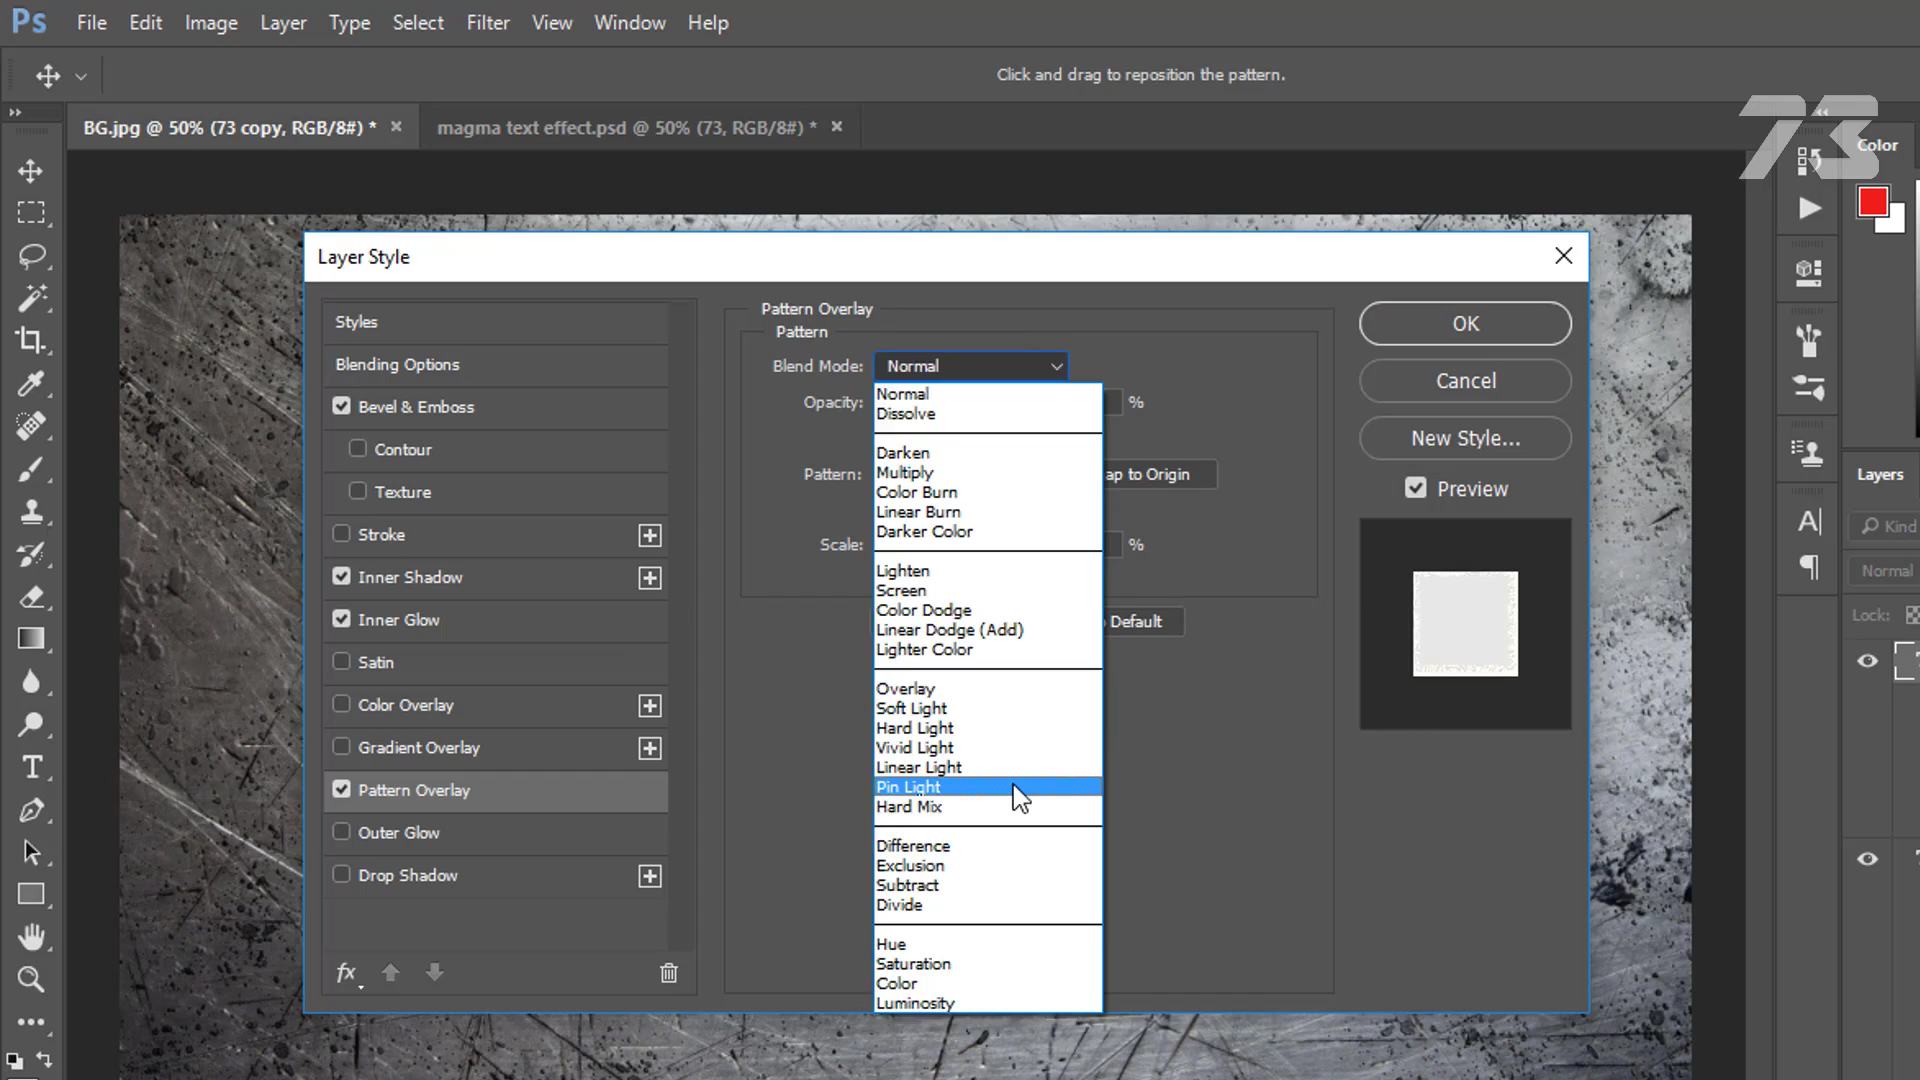 Ps File Edit Image Layer Type Select Filter View Window Help
Click and drag to reposition the pattern.
BG.jpg @ 50% (73 copy, RGB/8#) * × magma text effect.psd @ 50% (73, RGB/8#) * ×
73
Color
Layer Style
Styles
Blending Options
Bevel & Emboss
Contour
Texture
Stroke
Inner Shadow
Inner Glow
Satin
Color Overlay
Gradient Overlay
Pattern Overlay
Outer Glow
Drop Shadow
fx
Pattern Overlay
Pattern
Blend Mode: Normal
Opacity: %
Pattern: ap to Origin
Scale: %
Default
Normal
Dissolve
Darken
Multiply
Color Burn
Linear Burn
Darker Color
Lighten
Screen
Color Dodge
Linear Dodge (Add)
Lighter Color
Overlay
Soft Light
Hard Light
Vivid Light
Linear Light
Pin Light
Hard Mix
Difference
Exclusion
Subtract
Divide
Hue
Saturation
Color
Luminosity
OK
Cancel
New Style...
Preview
Layers
Kind
Normal
Lock: